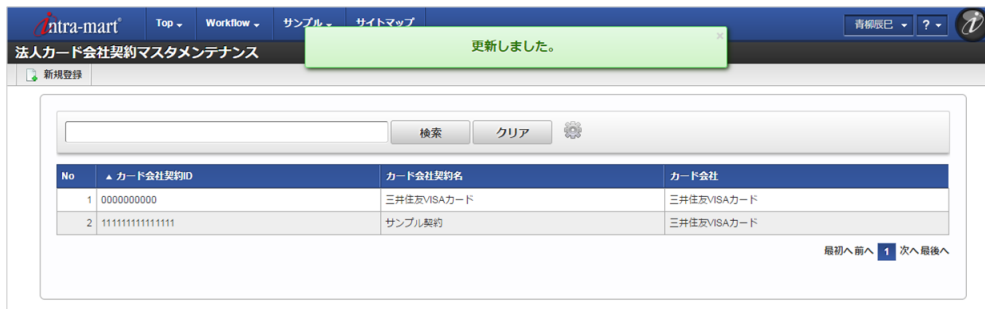 intra-mart Top Workflow サンプル サイトマップ 青柳辰巳 ?
更新しました。 ×
法人カード会社契約マスタメンテナンス
新規登録
検索 クリア
No ▲ カード会社契約ID カード会社契約名 カード会社
1 0000000000 三井住友VISAカード 三井住友VISAカード
2 111111111111111 サンプル契約 三井住友VISAカード
最初へ 前へ 1 次へ 最後へ